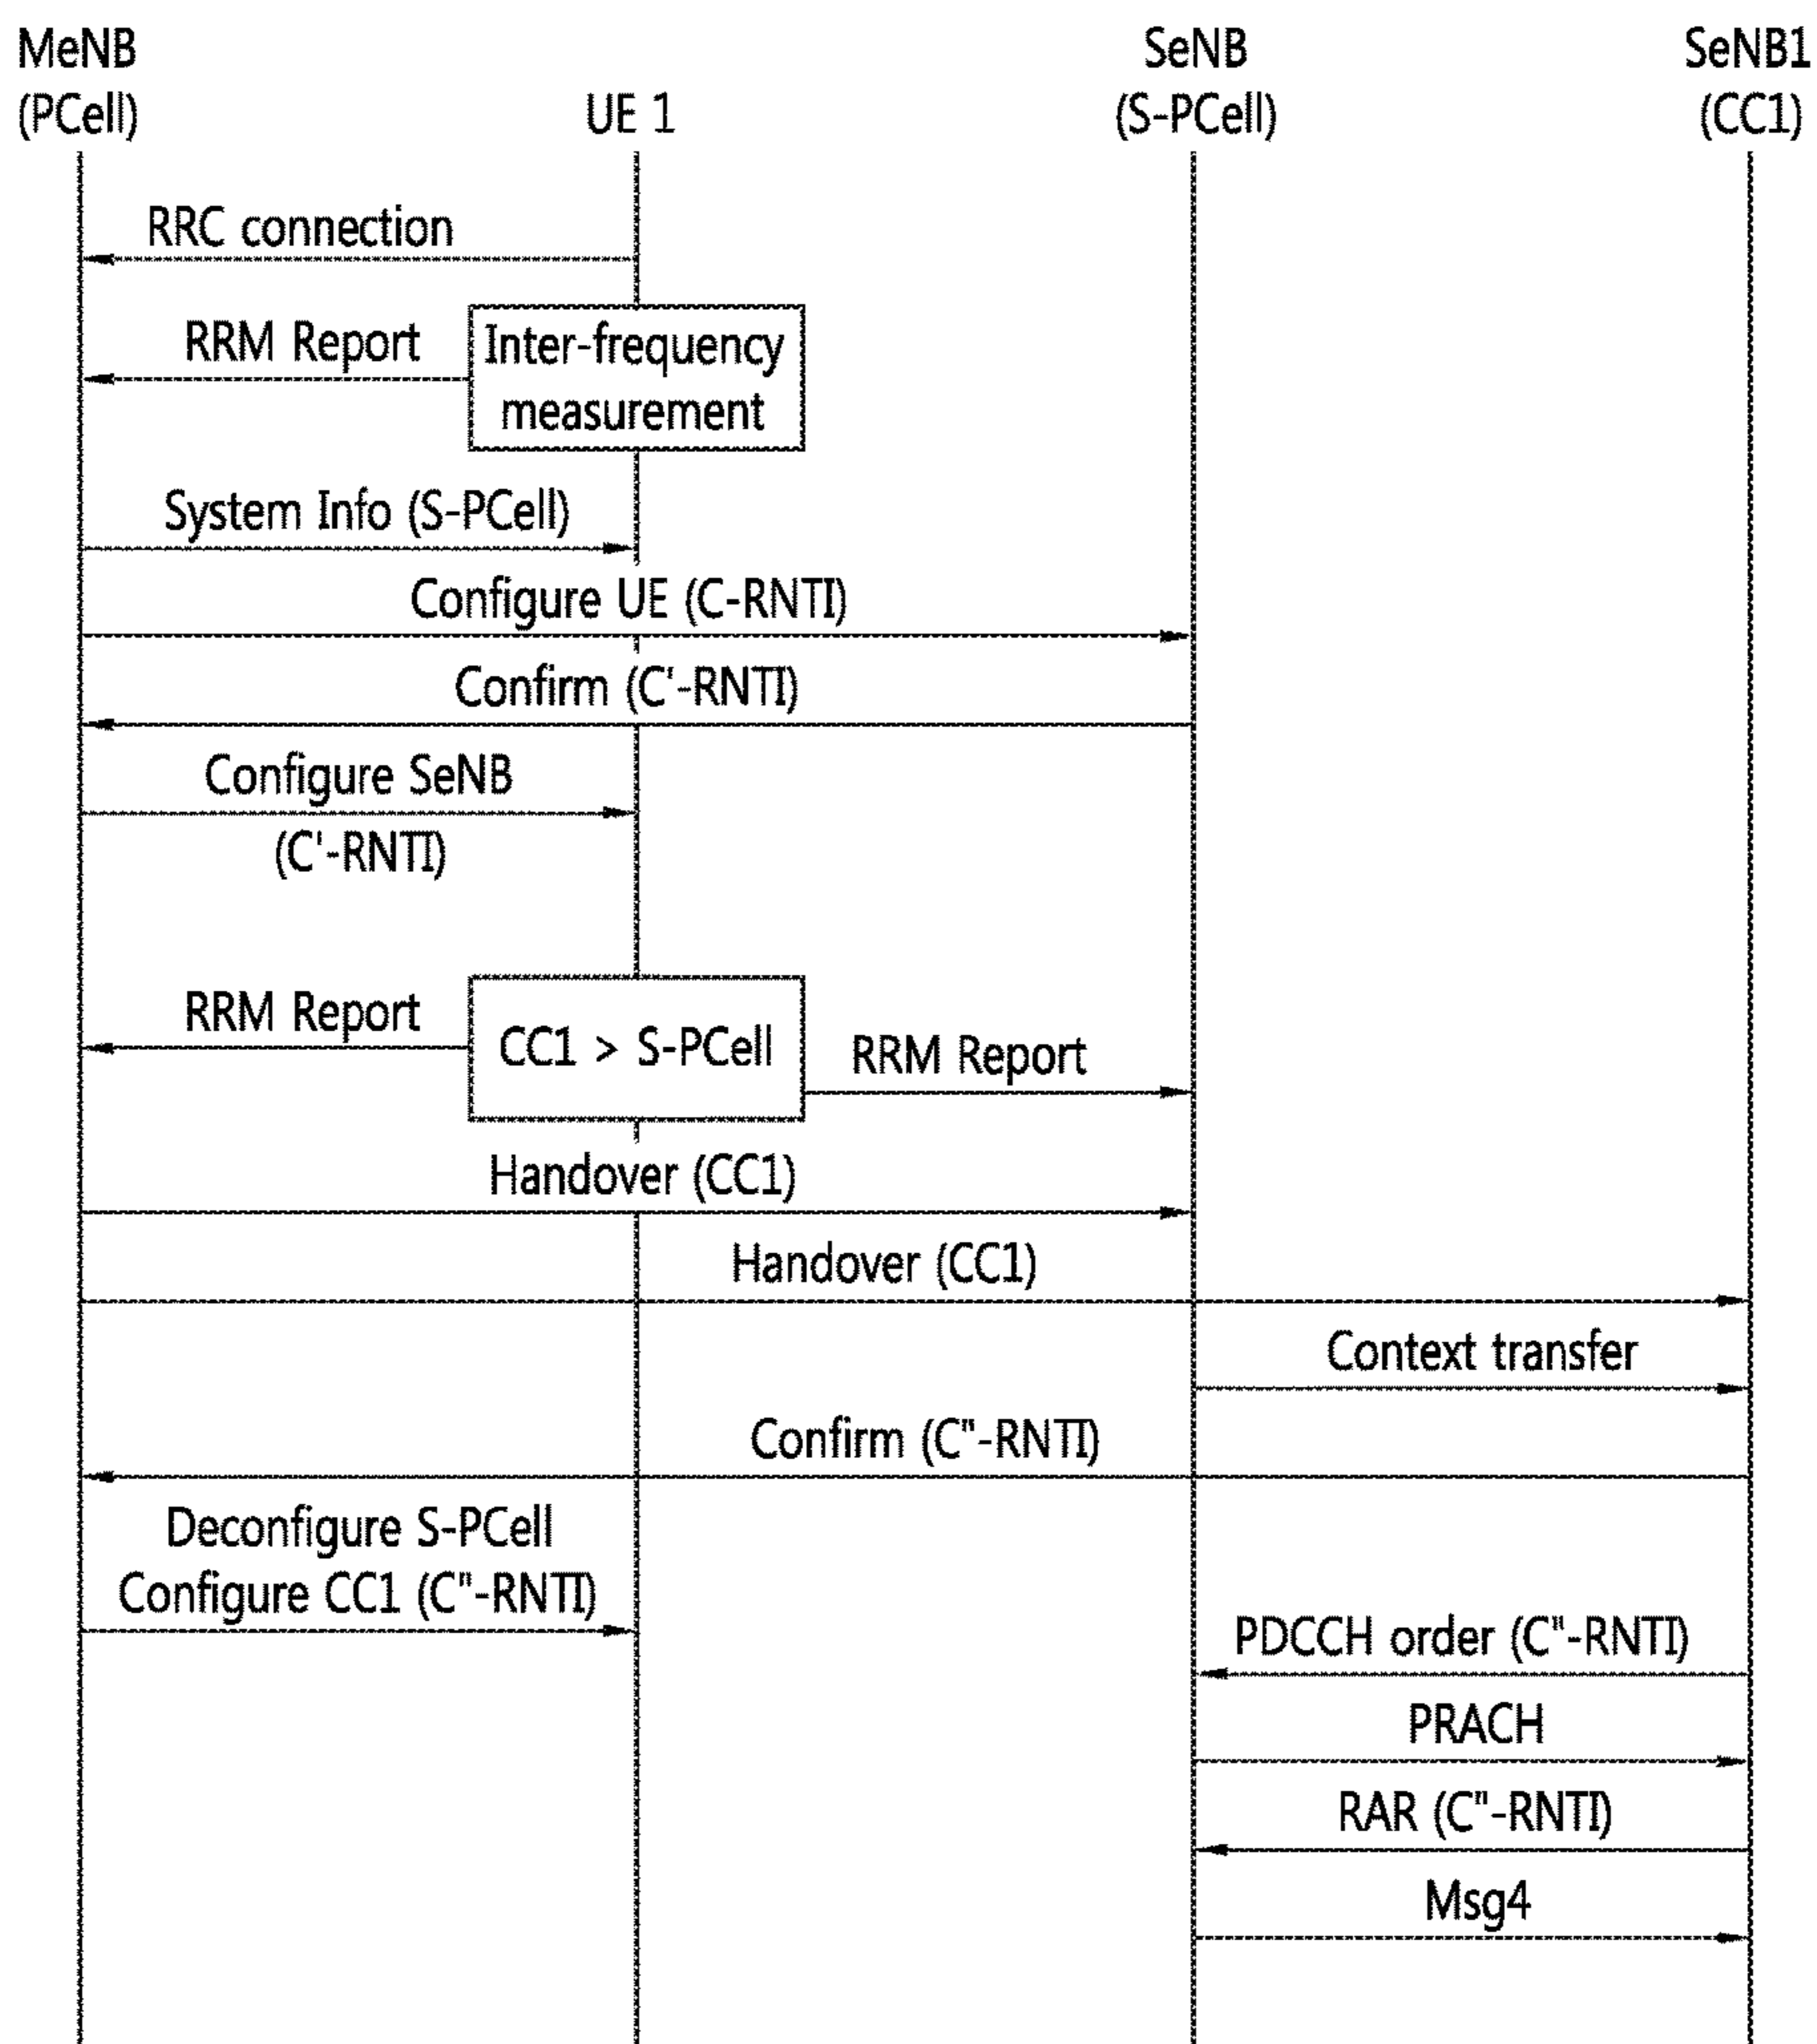 MeNB
(PCell)
UE 1
SeNB
(S-PCell)
SeNB1
(CC1)
RRC connection
RRM Report
Inter-frequency
measurement
System Info (S-PCell)
Configure UE (C-RNTI)
Confirm (C'-RNTI)
Configure SeNB
(C'-RNTI)
RRM Report
CC1 > S-PCell
RRM Report
Handover (CC1)
Handover (CC1)
Context transfer
Confirm (C"-RNTI)
Deconfigure S-PCell
Configure CC1 (C"-RNTI)
PDCCH order (C"-RNTI)
PRACH
RAR (C"-RNTI)
Msg4